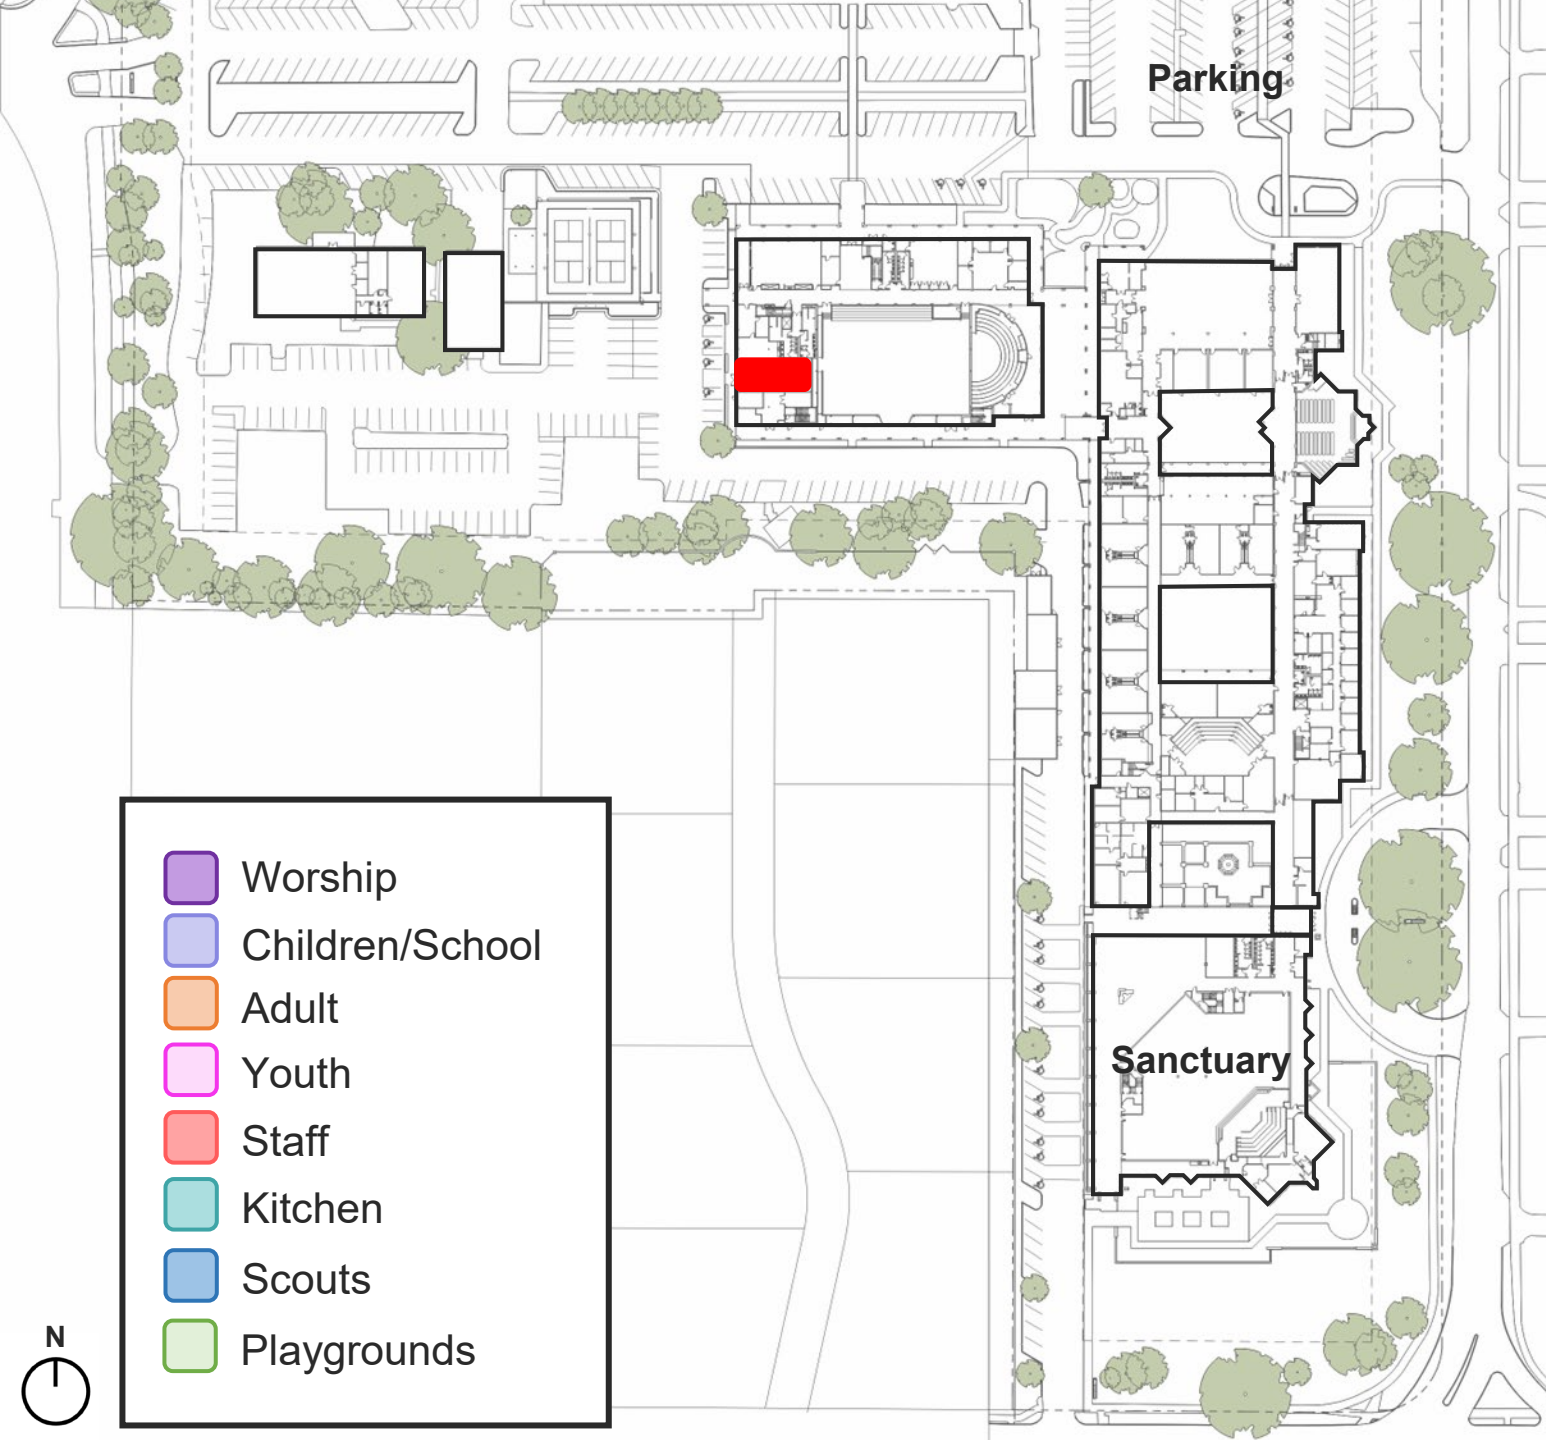 Parking
Sanctuary
Worship
Children/School
Adult
Youth
Staff
Kitchen
Scouts
Playgrounds
N